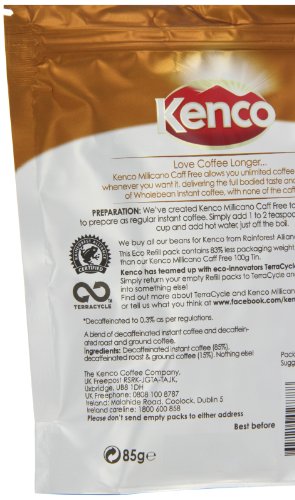 Kenco
Love Coffee Longer...
Kenco Millicano Caff Free allows you unlimited coffee
whenever you want it, delivering the full bodied taste and
of Wholebean instant coffee, with none of the caff
PREPARATION: We've created Kenco Millicano Caff Free to
to prepare as regular instant coffee. Simply add 1 to 2 teaspoo
cup and add hot water, just off the boil.
We buy all our beans for Kenco from Rainforest Allian
This Eco Refill pack contains 83% less packaging weight
than our Kenco Millicano Caff Free 100g Tin.
CERTIFIED
Kenco has teamed up with eco-innovators TerraCycle
Simply return your empty Refill packs to TerraCycle an
into something new.
Find out more about TerraCycle and Kenco Millican
or tell us what you think at www.facebook.com/ken
TERRACYCLE
*Decaffeinated to 0.3% as per regulations.
A blend of decaffeinated instant coffee and decaffein-
ated roast and ground coffee.
Ingredients: Decaffeinated instant coffee (85%),
decaffeinated roast & ground coffee (15%). Nothing else!
Pack
Sugg
The Kenco Coffee Company,
UK Freepost RSRK-JGTA-TAJK,
Uxbridge, UB8 1DH
UK Freephone: 0808 100 8787
Ireland: Malahide Road, Coolock, Dublin 5
Ireland careline: 1800 600 858
Please don't send empty packs to either address
Best before
85g℮